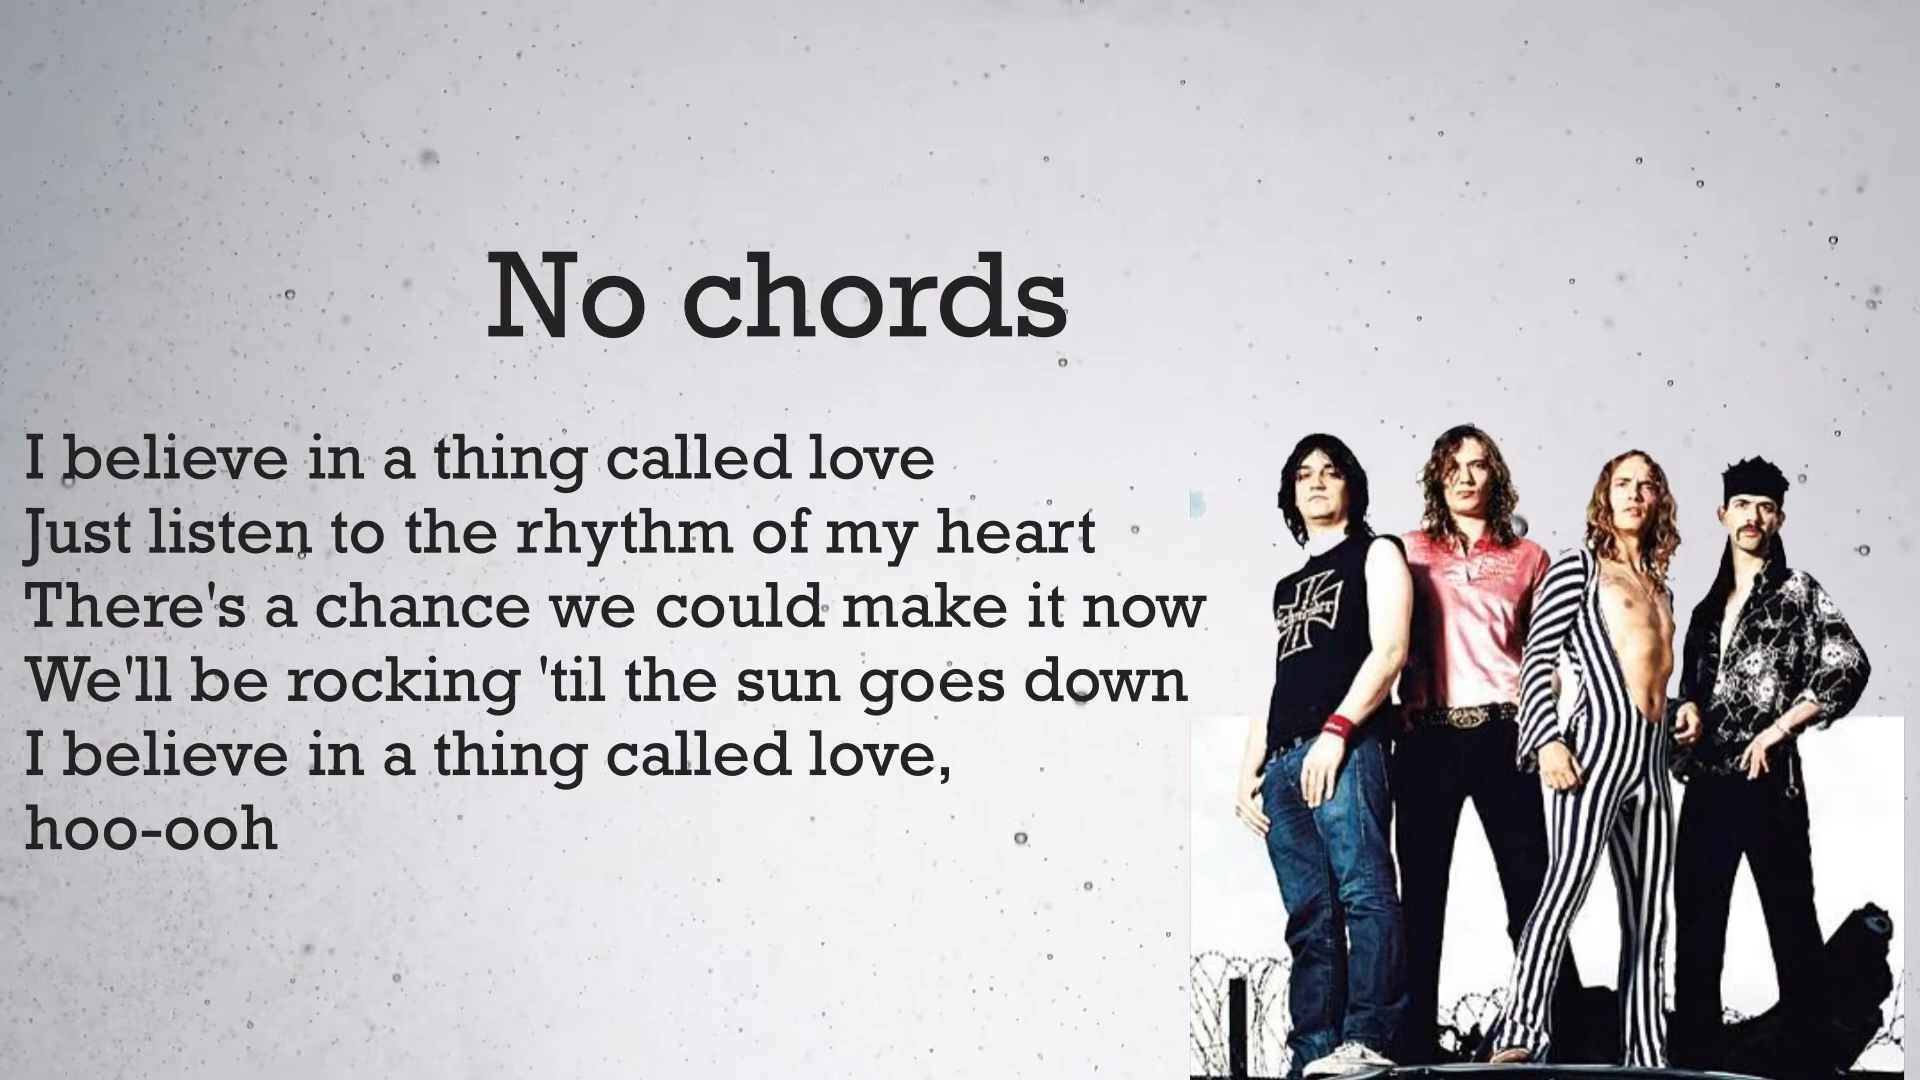 No chords
I believe in a thing called love
Just listen to the rhythm of my heart
There's a chance we could make it now
We'll be rocking 'til the sun goes down
I believe in a thing called love,
hoo-ooh